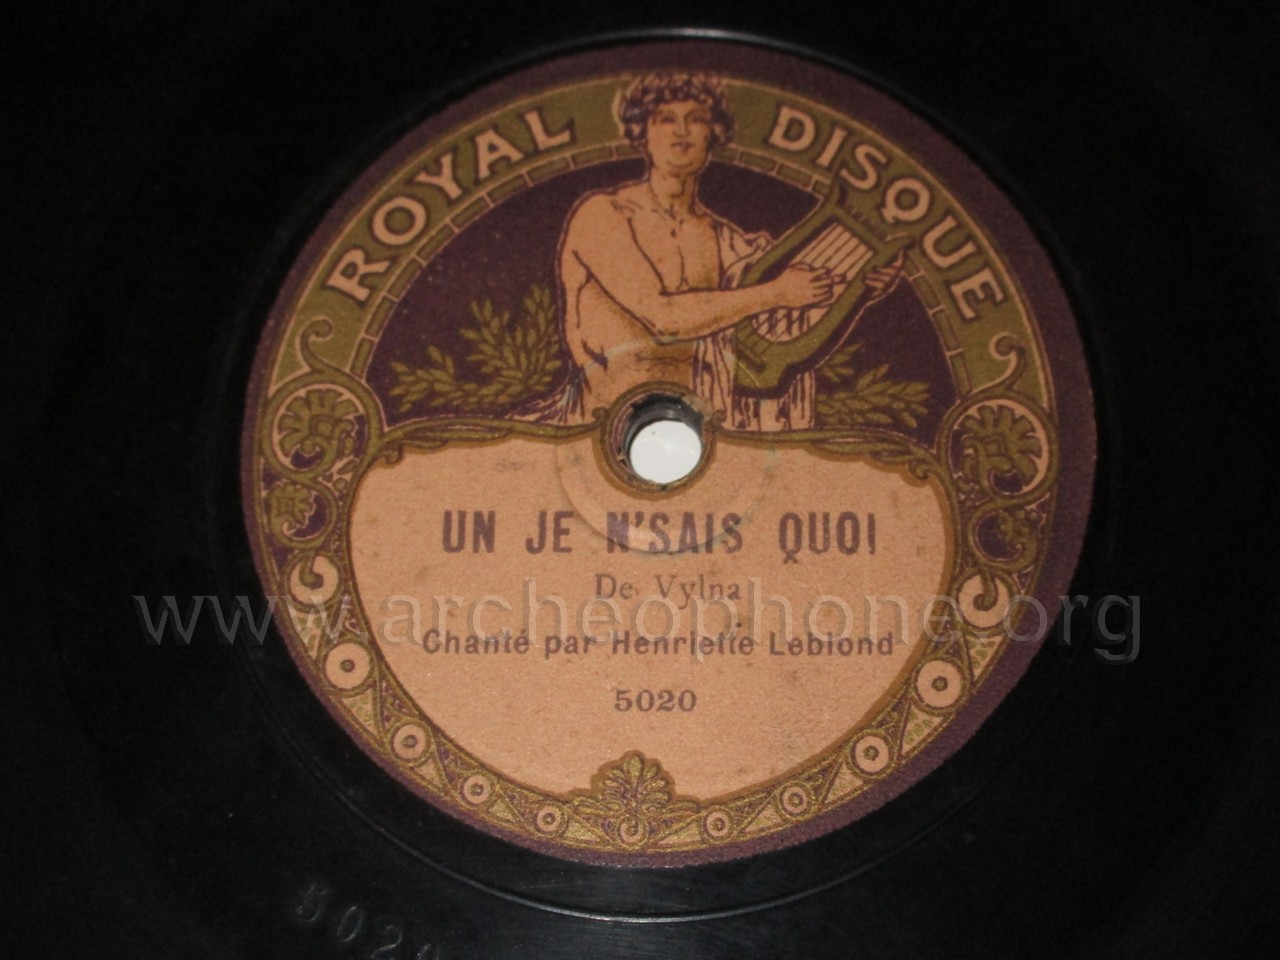 ROYAL DISQUE
UN JE N'SAIS QUOI
De Vylna
www.archeophone.org
Chanté par Henriette Leblond
5020